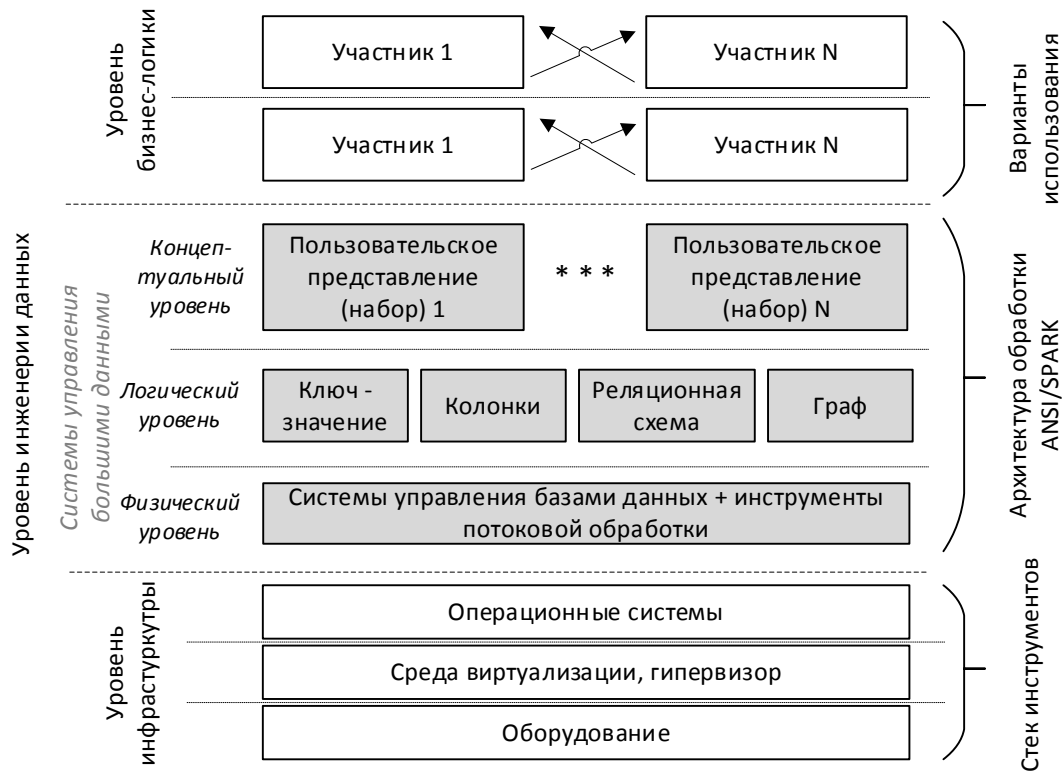 Уровень
бизнес-логики
Участник 1
Участник N
Участник 1
Участник N
Варианты
использования
Уровень инженерии данных
Системы управления
большими данными
Концеп-
туальный
уровень
Пользовательское
представление
(набор) 1
* * *
Пользовательское
представление
(набор) N
Логический
уровень
Ключ -
значение
Колонки
Реляционная
схема
Граф
Физический
уровень
Системы управления базами данных + инструменты
потоковой обработки
Архитектура обработки
ANSI/SPARK
Уровень
инфрастуркутры
Операционные системы
Среда виртуализации, гипервизор
Оборудование
Стек инструментов